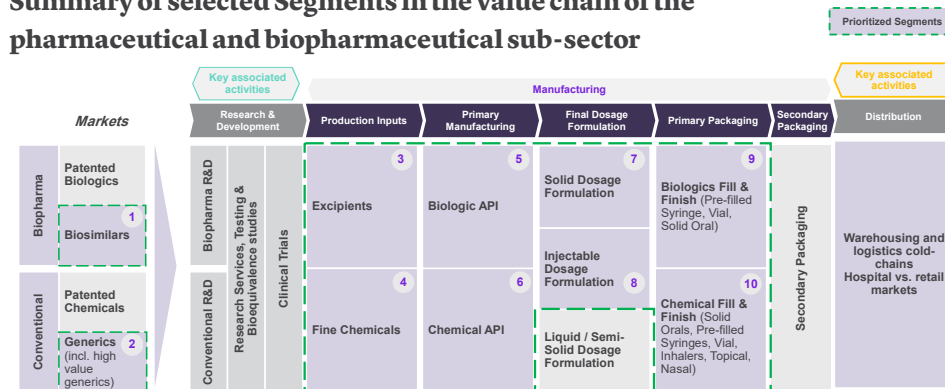 Summary of selected Segments in the value chain of the
pharmaceutical and biopharmaceutical sub-sector
Prioritized Segments
Key associated
activities
Manufacturing
Key associated
activities
Markets
Research &
Development
Production Inputs
Primary
Manufacturing
Final Dosage
Formulation
Primary Packaging
Secondary
Packaging
Distribution
Biopharma
Patented
Biologics
1
Biosimilars
Conventional
Patented
Chemicals
Generics
(incl. high
value
generics)
2
Biopharma R&D
Conventional R&D
Research Services, Testing &
Bioequivalence studies
Clinical Trials
3
Excipients
4
Fine Chemicals
5
Biologic API
6
Chemical API
7
Solid Dosage
Formulation
Injectable
Dosage
Formulation
8
Liquid / Semi-
Solid Dosage
Formulation
9
Biologics Fill &
Finish (Pre-filled
Syringe, Vial,
Solid Oral)
10
Chemical Fill &
Finish (Solid
Orals, Pre-filled
Syringes, Vial,
Inhalers, Topical,
Nasal)
Secondary Packaging
Warehousing and
logistics cold-
chains
Hospital vs. retail
markets